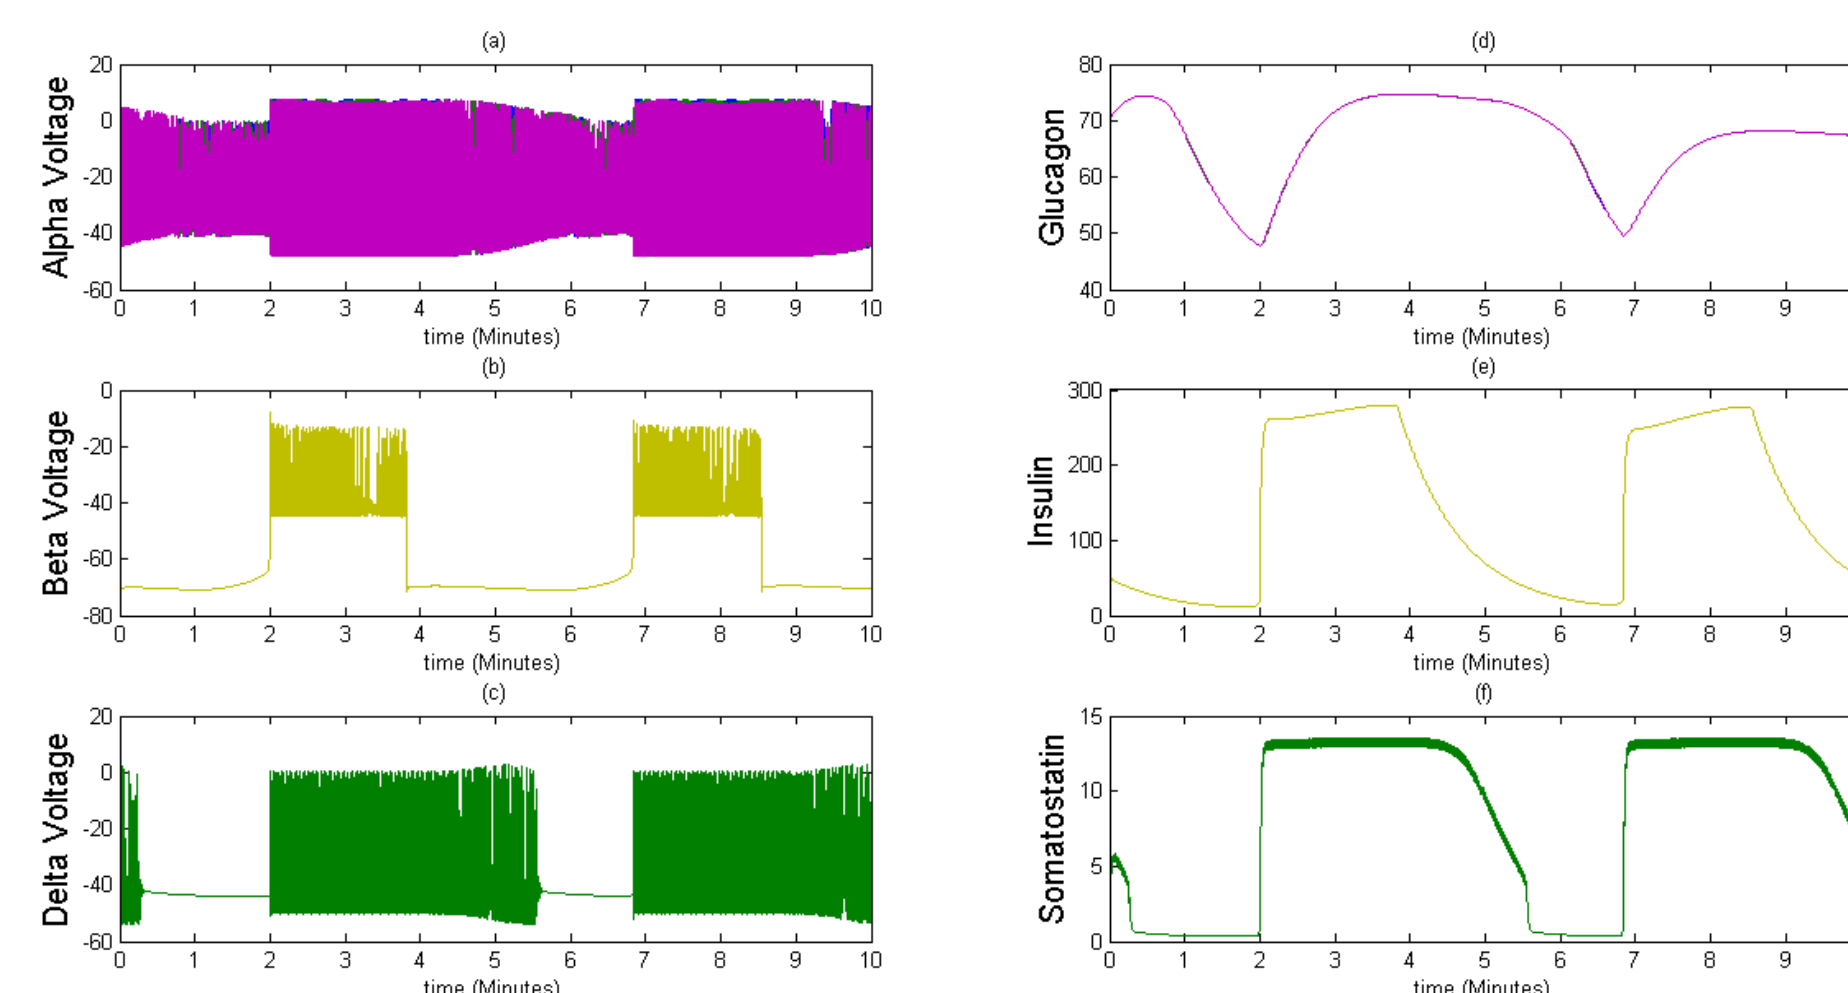 (a)
20
0
-20
-40
-60
Alpha Voltage
0 1 2 3 4 5 6 7 8 9 10
time (Minutes)
(b)
0
-20
-40
-60
-80
Beta Voltage
0 1 2 3 4 5 6 7 8 9 10
time (Minutes)
(c)
20
0
-20
-40
-60
Delta Voltage
0 1 2 3 4 5 6 7 8 9 10
time (Minutes)
(d)
80
70
60
50
40
Glucagon
0 1 2 3 4 5 6 7 8 9
time (Minutes)
(e)
300
200
100
0
Insulin
0 1 2 3 4 5 6 7 8 9
time (Minutes)
(f)
15
10
5
0
Somatostatin
0 1 2 3 4 5 6 7 8 9
time (Minutes)